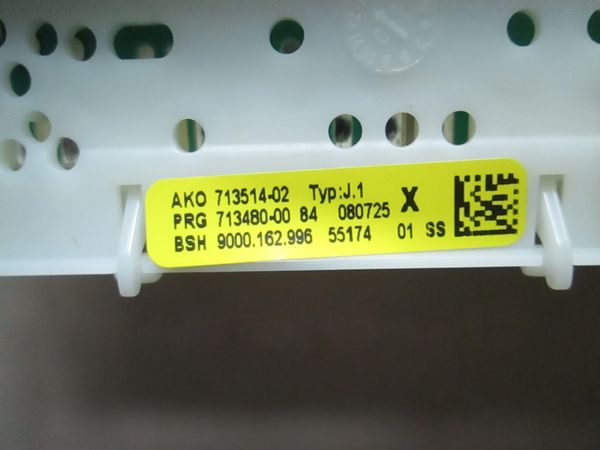 AKO 713514-02 Typ:J.1
PRG 713480-00 84 080725 X
BSH 9000.162.996 55174 01 SS